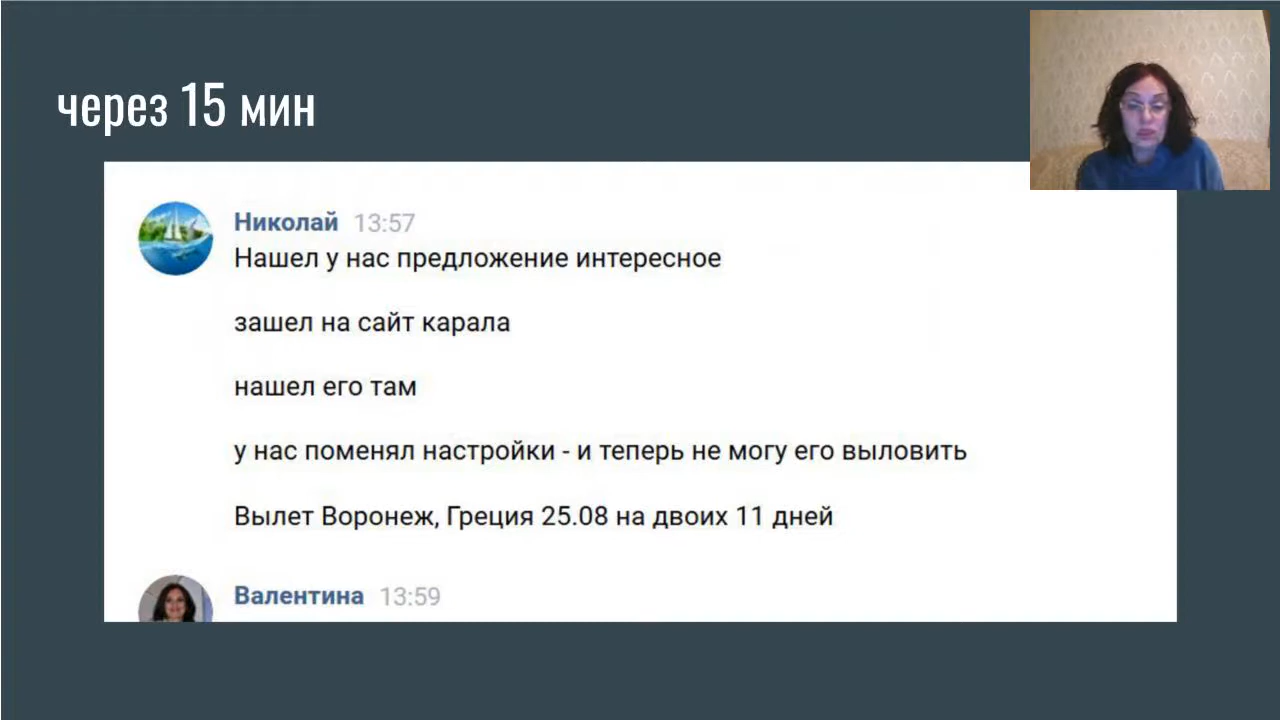 через 15 мин
Николай 13:57
Нашел у нас предложение интересное
зашел на сайт карала
нашел его там
у нас поменял настройки - и теперь не могу его выловить
Вылет Воронеж, Греция 25.08 на двоих 11 дней
Валентина 13:59